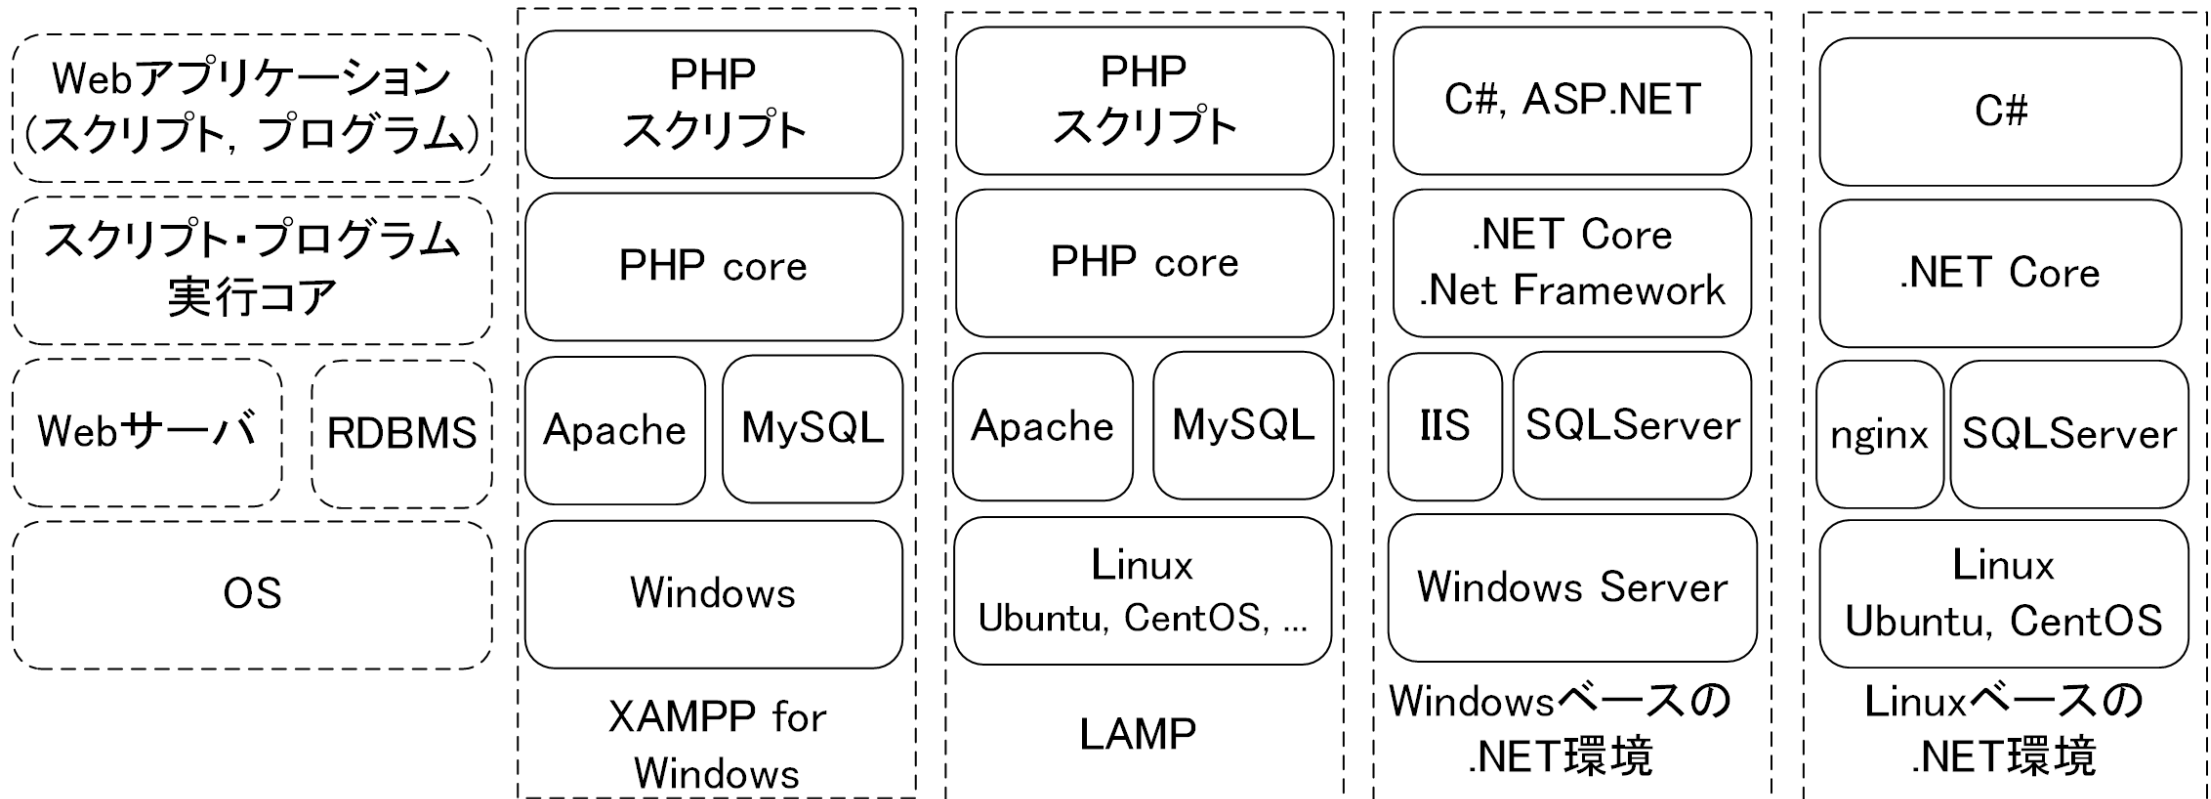 Webアプリケーション
(スクリプト, プログラム)
スクリプト・プログラム
実行コア
Webサーバ
RDBMS
OS
PHP
スクリプト
PHP core
Apache
MySQL
Windows
XAMPP for
Windows
PHP
スクリプト
PHP core
Apache
MySQL
Linux
Ubuntu, CentOS, ...
LAMP
C#, ASP.NET
.NET Core
.Net Framework
IIS
SQLServer
Windows Server
Windowsベースの
.NET環境
C#
.NET Core
nginx
SQLServer
Linux
Ubuntu, CentOS
Linuxベースの
.NET環境